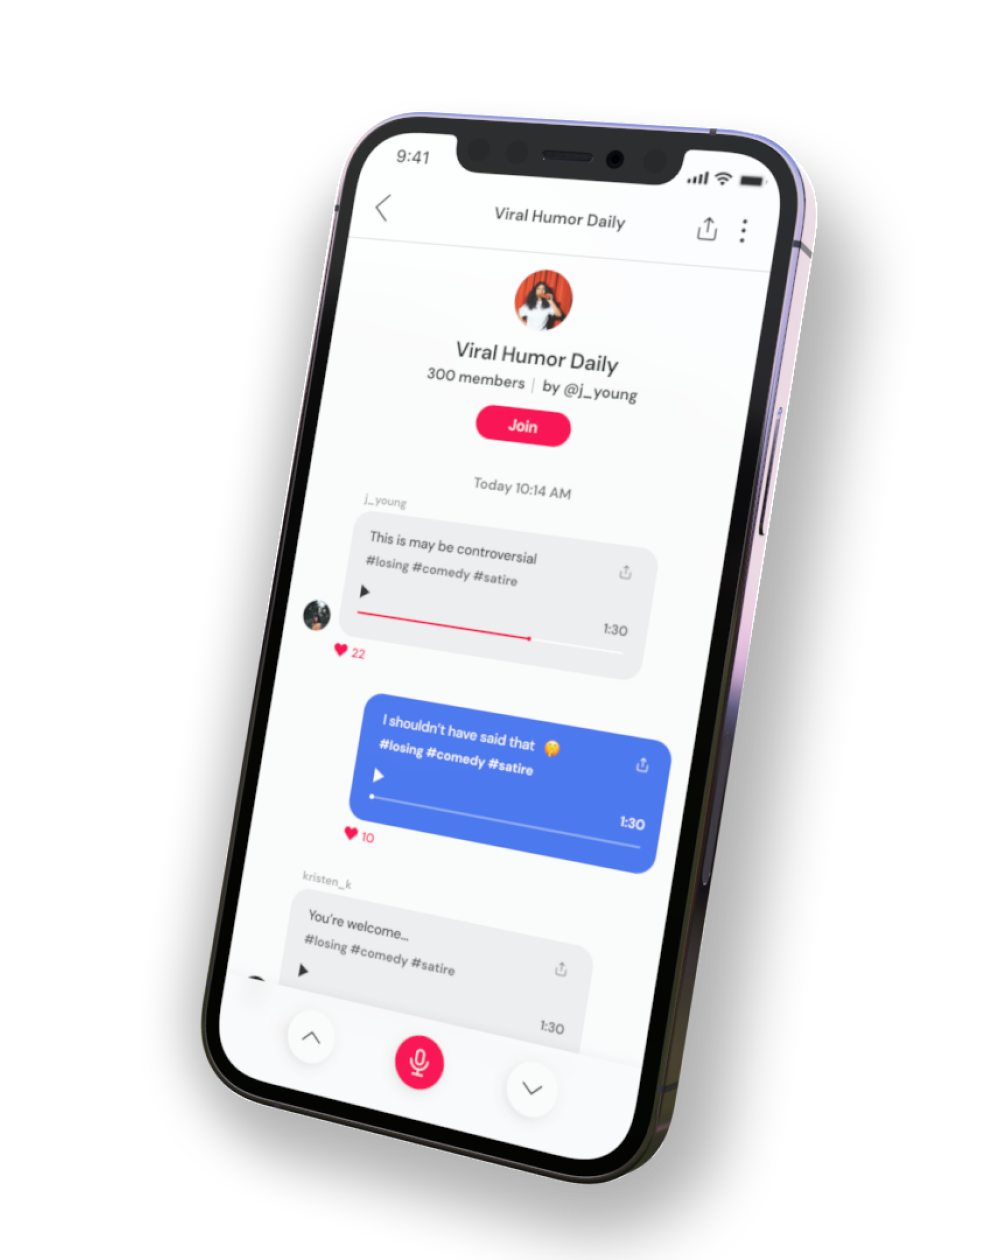 9:41
Viral Humor Daily
Viral Humor Daily
300 members | by @j_young
Join
Today 10:14 AM
j_young
This is may be controversial
#losing #comedy #satire
1:30
22
I shouldn't have said that 🤭
#losing #comedy #satire
1:30
10
kristen_k
You're welcome...
#losing #comedy #satire
1:30